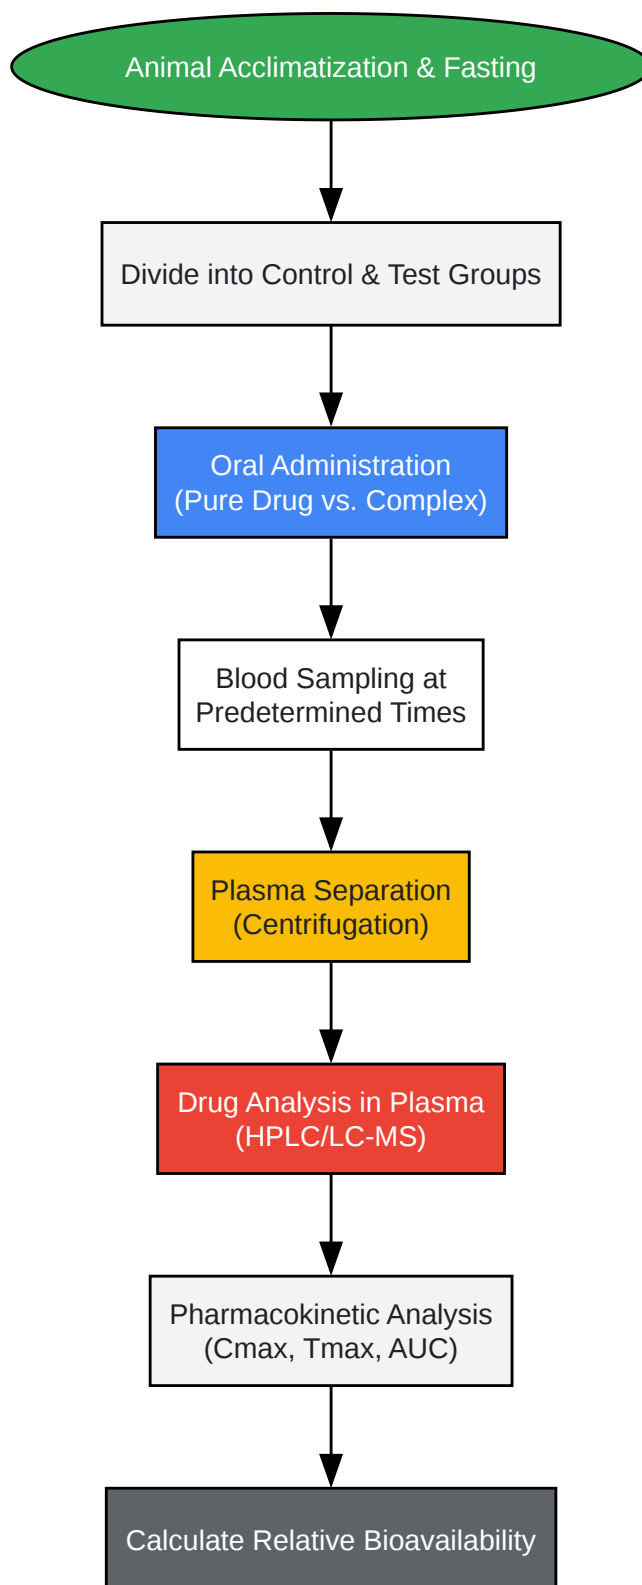 Animal Acclimatization & Fasting
Divide into Control & Test Groups
Oral Administration
(Pure Drug vs. Complex)
Blood Sampling at
Predetermined Times
Plasma Separation
(Centrifugation)
Drug Analysis in Plasma
(HPLC/LC-MS)
Pharmacokinetic Analysis
(Cmax, Tmax, AUC)
Calculate Relative Bioavailability